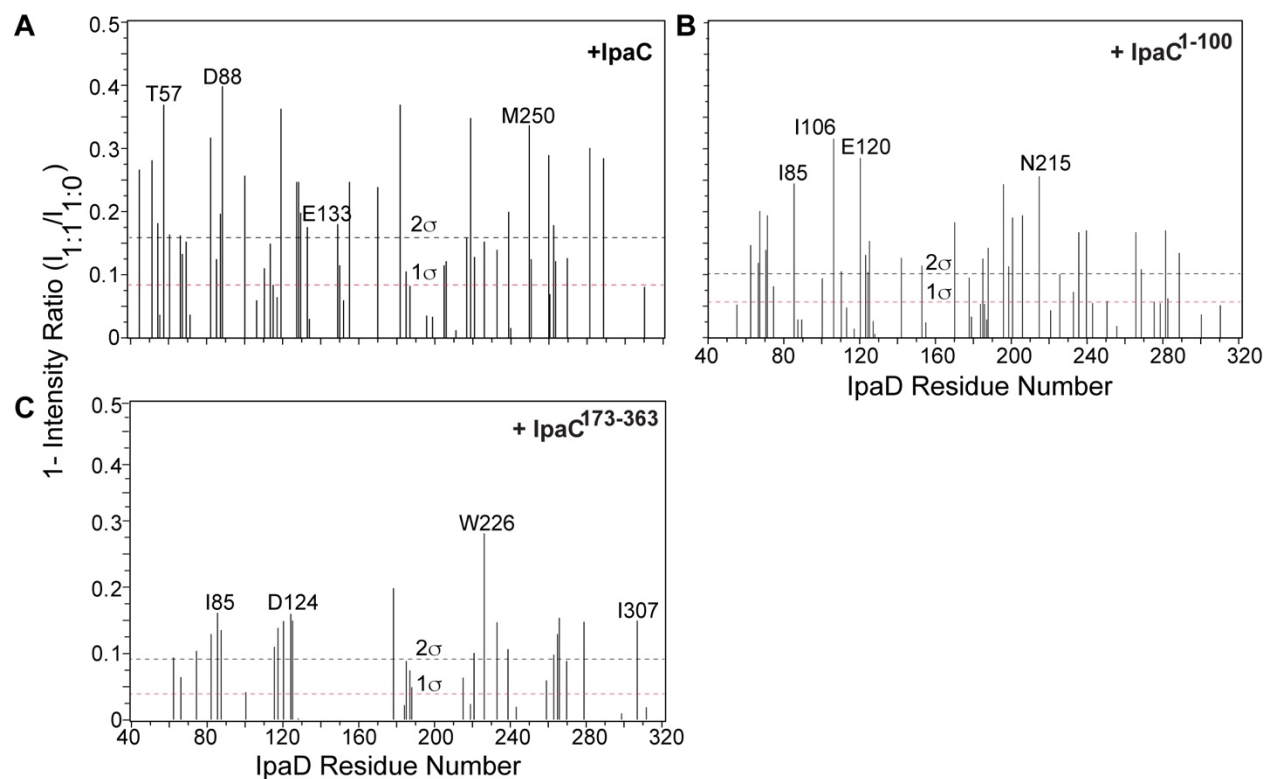 A
+IpaC
0.5
0.4
0.3
0.2
0.1
0
T57
D88
E133
M250
2σ
1σ
1- Intensity Ratio (I1:1/I1:0)
B
+ IpaC1-100
I85
I106
E120
N215
2σ
1σ
40 80 120 160 200 240 280 320
IpaD Residue Number
C
+ IpaC173-363
0.5
0.4
0.3
0.2
0.1
0
I85
D124
W226
I307
2σ
1σ
40 80 120 160 200 240 280 320
IpaD Residue Number